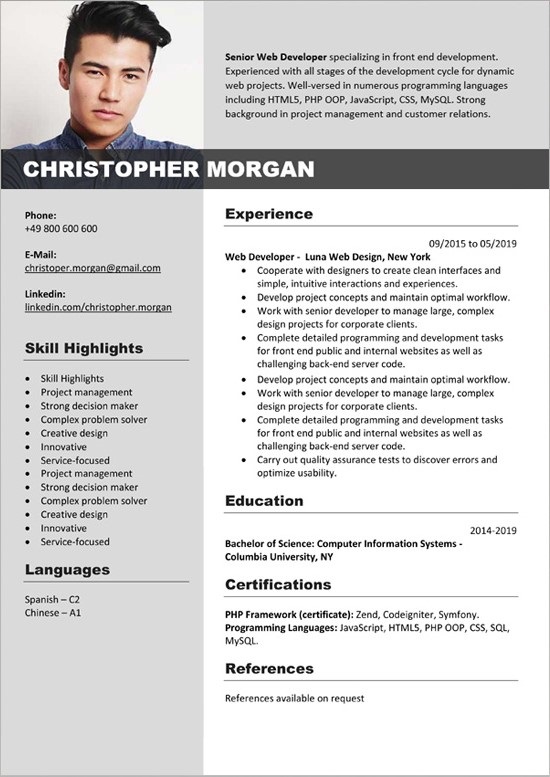 Senior Web Developer specializing in front end development.
Experienced with all stages of the development cycle for dynamic
web projects. Well-versed in numerous programming languages
including HTML5, PHP OOP, JavaScript, CSS, MySQL. Strong
background in project management and customer relations.
CHRISTOPHER MORGAN
Phone:
+49 800 600 600
E-Mail:
christoper.morgan@gmail.com
Linkedin:
linkedin.com/christopher.morgan
Skill Highlights
• Skill Highlights
• Project management
• Strong decision maker
• Complex problem solver
• Creative design
• Innovative
• Service-focused
• Project management
• Strong decision maker
• Complex problem solver
• Creative design
• Innovative
• Service-focused
Languages
Spanish – C2
Chinese – A1
Experience
09/2015 to 05/2019
Web Developer - Luna Web Design, New York
• Cooperate with designers to create clean interfaces and
simple, intuitive interactions and experiences.
• Develop project concepts and maintain optimal workflow.
• Work with senior developer to manage large, complex
design projects for corporate clients.
• Complete detailed programming and development tasks
for front end public and internal websites as well as
challenging back-end server code.
• Develop project concepts and maintain optimal workflow.
• Work with senior developer to manage large, complex
design projects for corporate clients.
• Complete detailed programming and development tasks
for front end public and internal websites as well as
challenging back-end server code.
• Carry out quality assurance tests to discover errors and
optimize usability.
Education
2014-2019
Bachelor of Science: Computer Information Systems -
Columbia University, NY
Certifications
PHP Framework (certificate): Zend, Codeigniter, Symfony.
Programming Languages: JavaScript, HTML5, PHP OOP, CSS, SQL,
MySQL.
References
References available on request